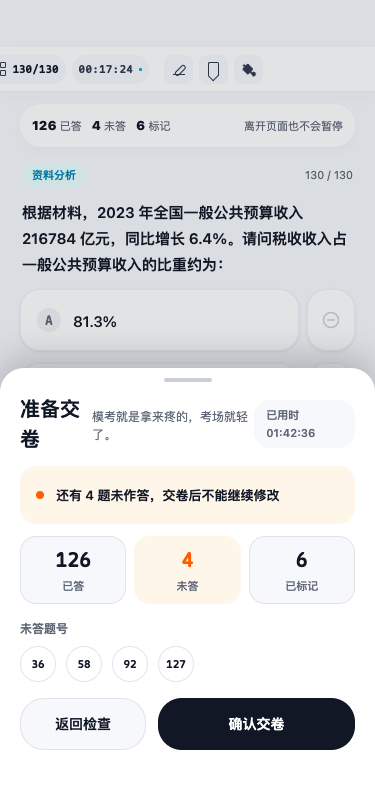 130/130
00:17:24
126 已答 4 未答 6 标记
离开页面也不会暂停
资料分析
130 / 130
根据材料，2023 年全国一般公共预算收入
216784 亿元，同比增长 6.4%。请问税收收入占
一般公共预算收入的比重约为：
A 81.3%
准备交
卷
模考就是拿来疼的，考场就轻
了。
已用时
01:42:36
还有 4 题未作答，交卷后不能继续修改
126
已答
4
未答
6
已标记
未答题号
36 58 92 127
返回检查
确认交卷